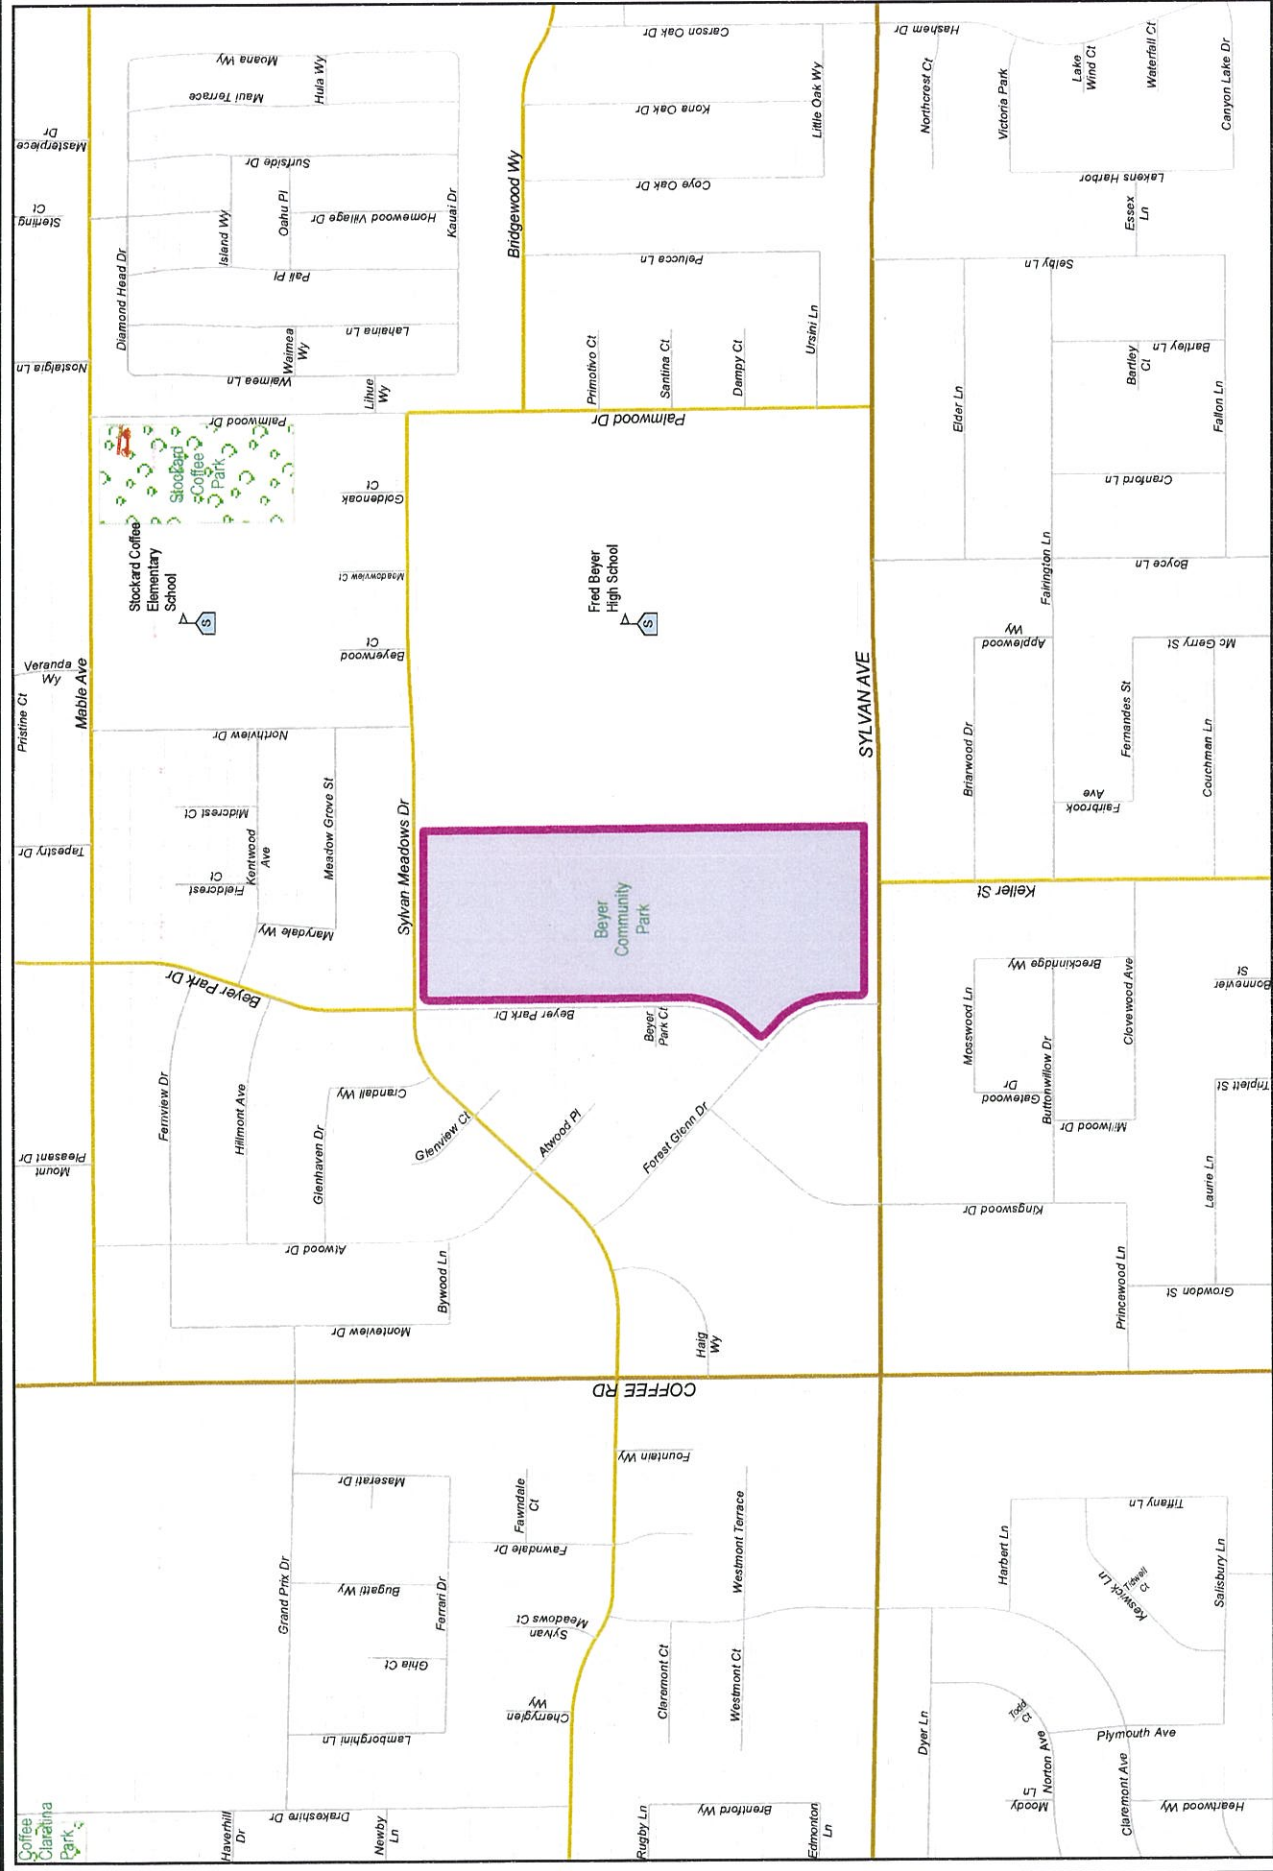 Masterpiece
Dr
Sterling
Ct
Nostalgia Ln
Veranda
Wy
Pristine Ct
Mable Ave
Tapestry Dr
Mount
Pleasant Dr
Coffee
Claratina
Park
Moana Wy
Hula Wy
Maui Terrace
Surfside Dr
Island Wy
Oahu Pl
Homewood Village Dr
Kauai Dr
Diamond Head Dr
Pali Pl
Lahaina Ln
Waimea
Wy
Waimea Ln
Lihue
Wy
Palmwood Dr
Stockard
Coffee
Park
Stockard Coffee
Elementary
School
S
Goldenoak
Ct
Meadowview Ct
Beyerwood
Ct
Northview Dr
Midcrest Ct
Kentwood
Ave
Meadow Grove St
Fieldcrest
Ct
Marydale Wy
Beyer Park Dr
Sylvan Meadows Dr
Fernview Dr
Hillmont Ave
Glenhaven Dr
Crandall Wy
Glenview Ct
Atwood Pl
Atwood Dr
Bywood Ln
Monteview Dr
Carson Oak Dr
Kona Oak Dr
Little Oak Wy
Coye Oak Dr
Bridgewood Wy
Pelucca Ln
Primotivo Ct
Santina Ct
Dampy Ct
Ursini Ln
Palmwood Dr
Fred Beyer
High School
S
SYLVAN AVE
Beyer
Community
Park
Beyer Park Dr
Beyer
Park Ct
Forest Glenn Dr
Haig
Wy
COFFEE RD
Maserati Dr
Grand Prix Dr
Bugatti Wy
Ferrari Dr
Ghia Ct
Lamborghini Ln
Haverhill
Dr
Drakeshire Dr
Newby
Ln
Fountain Wy
Fawndale
Ct
Fawndale Dr
Westmont Terrace
Sylvan
Meadows Ct
Cherryglen
Wy
Claremont Ct
Westmont Ct
Rugby Ln
Brentford Wy
Edmonton
Ln
Hashem Dr
Northcrest Ct
Victoria Park
Lake
Wind Ct
Waterfall Ct
Canyon Lake Dr
Lakens Harbor
Essex
Ln
Selby Ln
Elder Ln
Bartley Ln
Bartley
Ct
Fallon Ln
Cranford Ln
Fairington Ln
Boyce Ln
Applewood
Wy
Mc Gerry St
Briarwood Dr
Fernandes St
Couchman Ln
Fairbrook
Ave
Keller St
Breckinridge Wy
Bonnevier
St
Mosswood Ln
Clovewood Ave
Buttonwillow Dr
Gatewood
Dr
Milwood Dr
Triplett St
Laurie Ln
Kingswood Dr
Princewood Ln
Growdon St
Tiffany Ln
Harbert Ln
Tidwell
Ct
Keswick Ln
Salisbury Ln
Dyer Ln
Todd
Ct
Plymouth Ave
Norton Ave
Moody
Ln
Claremont Ave
Heartwood Wy